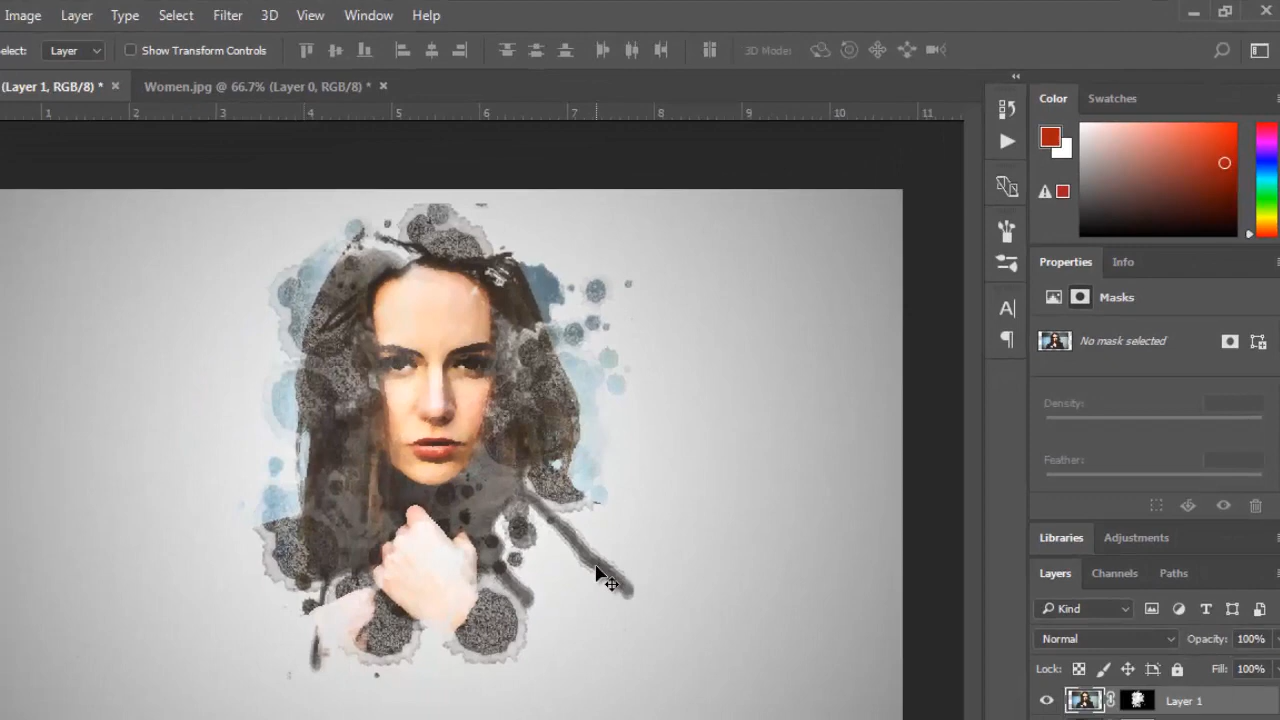 Image Layer Type Select Filter 3D View Window Help
Select: Layer Show Transform Controls 3D Mode:
(Layer 1, RGB/8) * × Women.jpg @ 66.7% (Layer 0, RGB/8) * ×
1 2 3 4 5 6 7 8 9 10 11
Color Swatches
Properties Info
Masks
No mask selected
Density:
Feather:
Libraries Adjustments
Layers Channels Paths
Kind
Normal Opacity: 100%
Lock: Fill: 100%
Layer 1